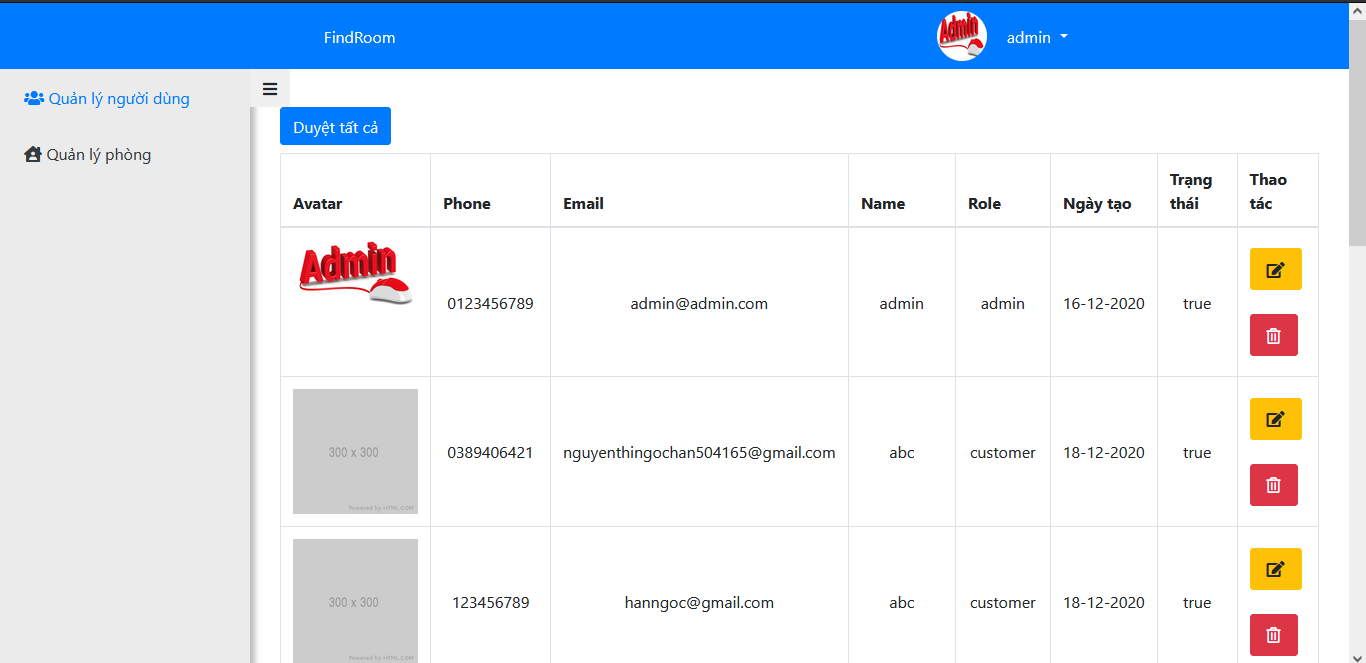 FindRoom
Admin
admin
Quản lý người dùng
Quản lý phòng
Duyệt tất cả
Avatar Phone Email Name Role Ngày tạo Trạng thái Thao tác
Admin
0123456789 admin@admin.com admin admin 16-12-2020 true
300 x 300
Powered by HTML.COM
0389406421 nguyenthingochan504165@gmail.com abc customer 18-12-2020 true
300 x 300
Powered by HTML.COM
123456789 hanngoc@gmail.com abc customer 18-12-2020 true